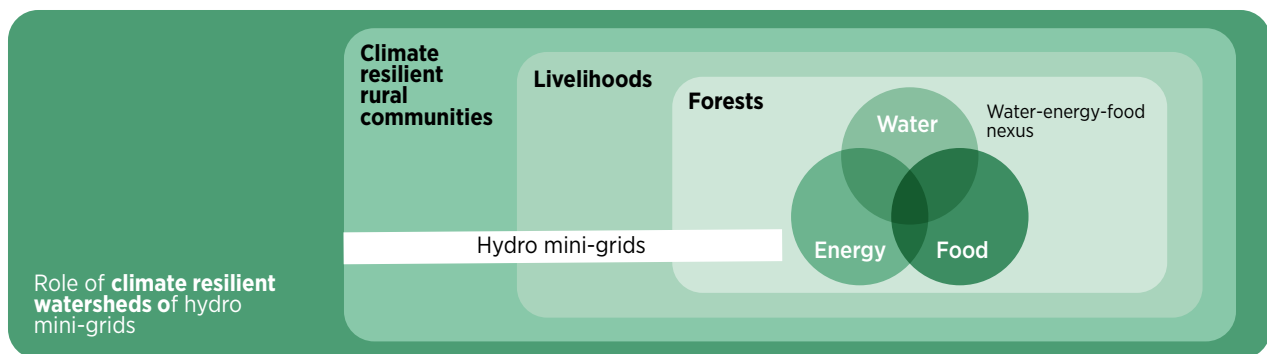 Climate
resilient
rural
communities
Livelihoods
Forests
Water
Water-energy-food
nexus
Hydro mini-grids
Energy
Food
Role of climate resilient
watersheds of hydro
mini-grids